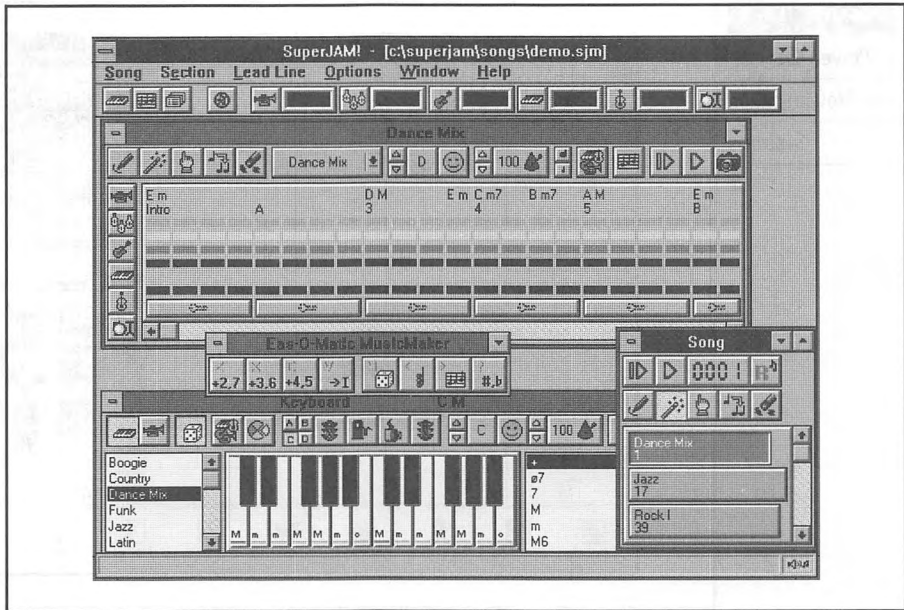 SuperJAM! - [c:\superjam\songs\demo.sjm]
Song Section Lead Line Options Window Help
Dance Mix
Dance Mix D 100
E m D M E m C m7 B m7 A M E m
Intro A 3 4 5 B
Eas-O-Matic MusicMaker
+2,7 +3,6 +4,5 →I #,b
Song
0001 R
Keyboard C M
A B
C D
C 100
Boogie
Country
Dance Mix
Funk
Jazz
Latin
M m m M M m o M m m M M m o
+
ø7
7
M
m
M6
Dance Mix
1
Jazz
17
Rock I
39